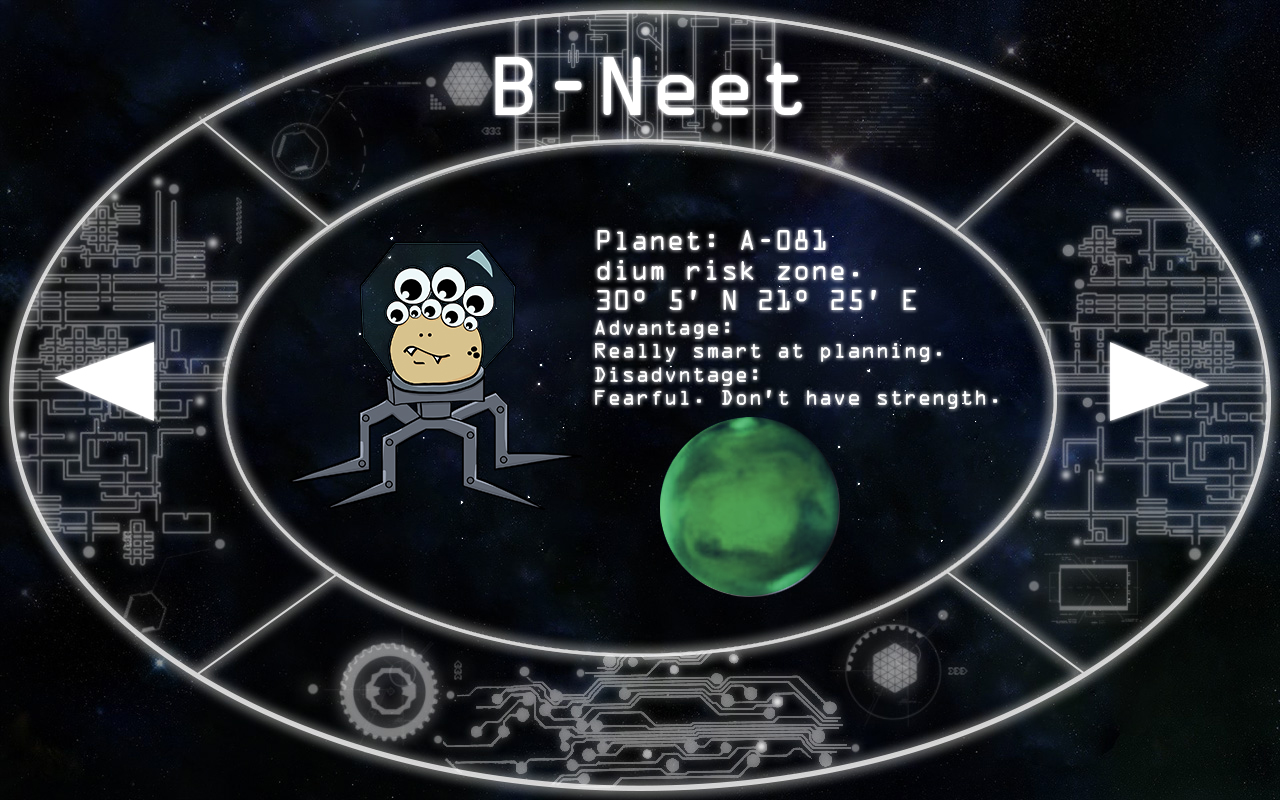 B-Neet
Planet: A-081
dium risk zone.
30º 5' N 21º 25' E
Advantage:
Really smart at planning.
Disadvntage:
Fearful. Don't have strength.